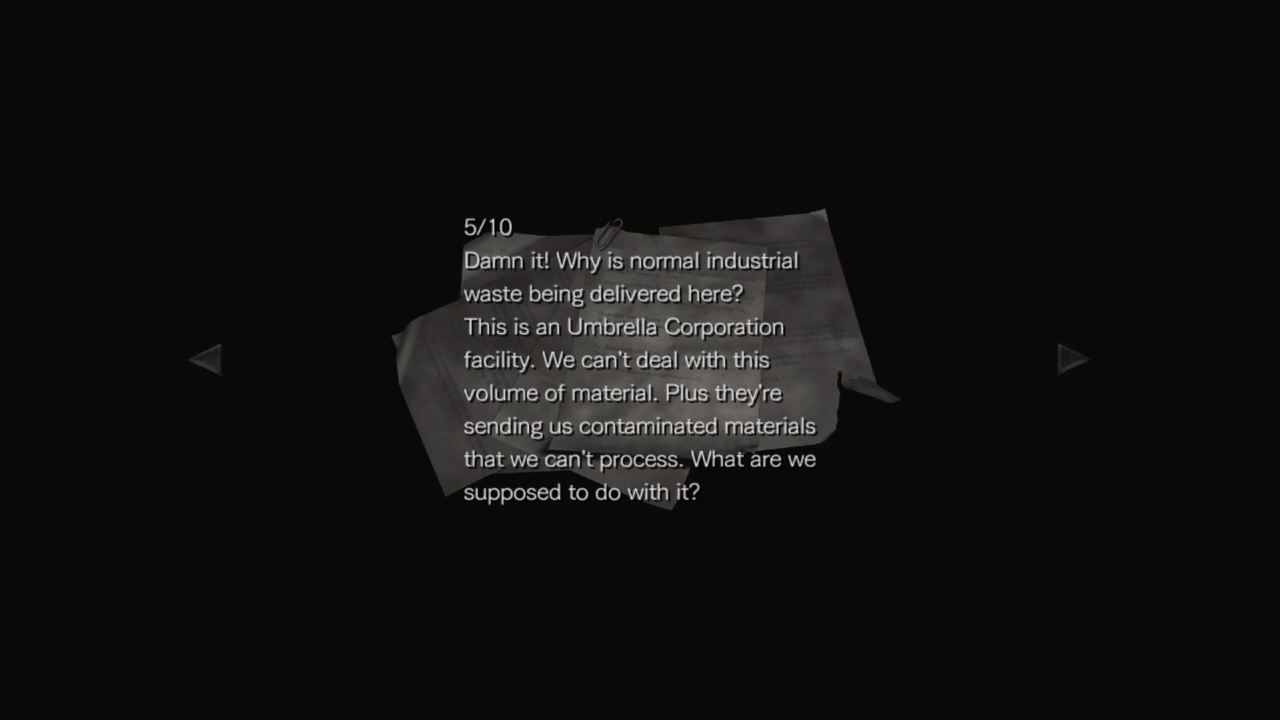 5/10
Damn it! Why is normal industrial
waste being delivered here?
This is an Umbrella Corporation
facility. We can't deal with this
volume of material. Plus they're
sending us contaminated materials
that we can't process. What are we
supposed to do with it?